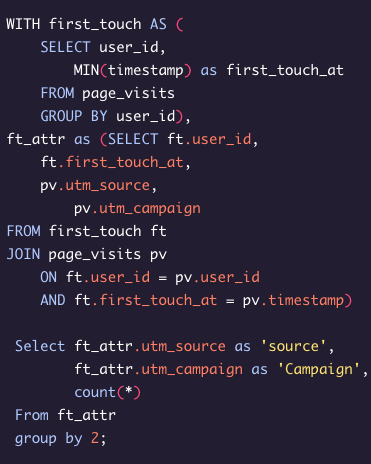 WITH first_touch AS (
    SELECT user_id,
        MIN(timestamp) as first_touch_at
    FROM page_visits
    GROUP BY user_id),
ft_attr as (SELECT ft.user_id,
    ft.first_touch_at,
    pv.utm_source,
        pv.utm_campaign
FROM first_touch ft
JOIN page_visits pv
    ON ft.user_id = pv.user_id
    AND ft.first_touch_at = pv.timestamp)

 Select ft_attr.utm_source as 'source',
        ft_attr.utm_campaign as 'Campaign',
        count(*)
 From ft_attr
 group by 2;